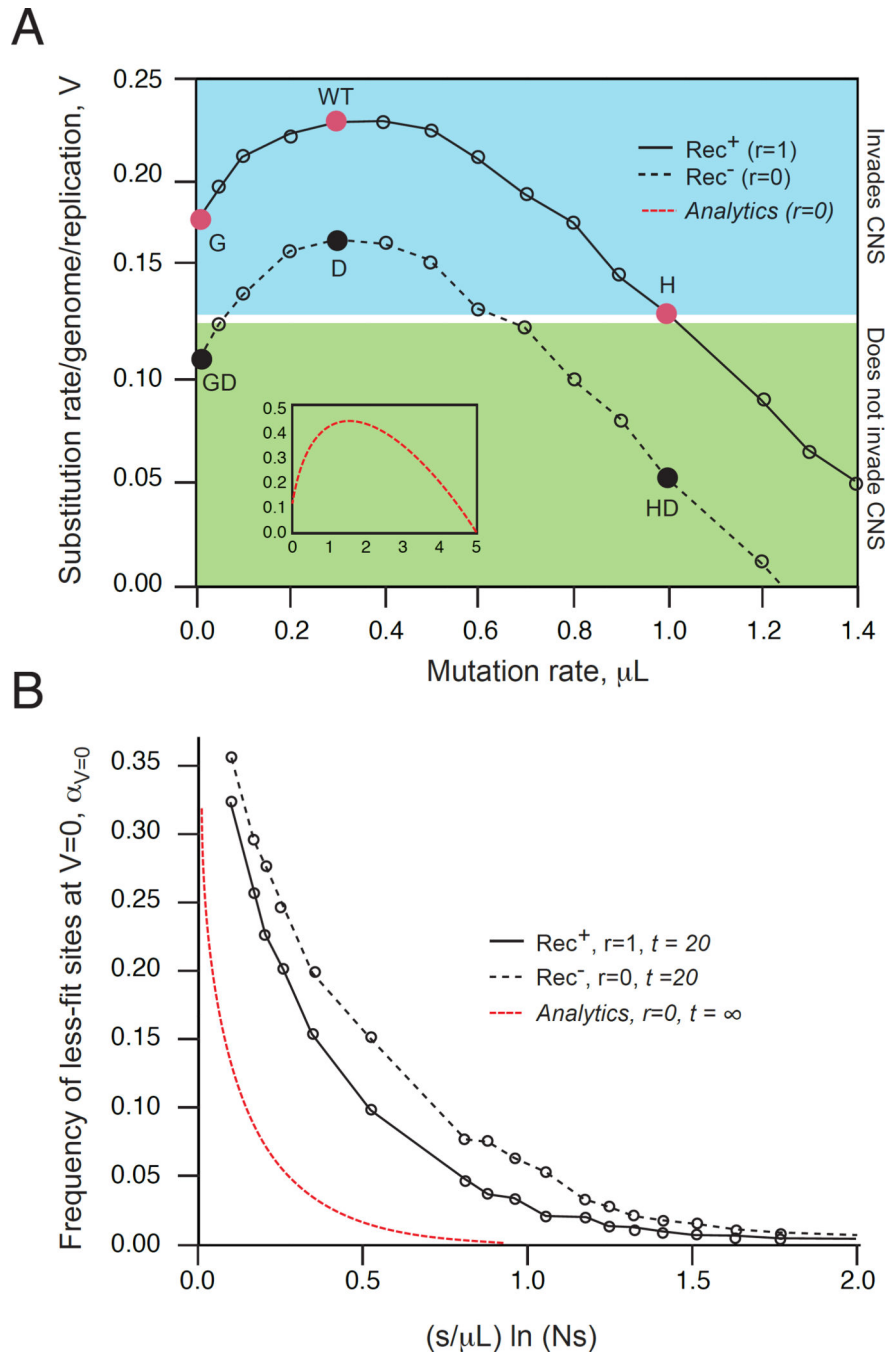 A
Substitution rate/genome/replication, V
0.25
0.20
0.15
0.10
0.05
0.00
WT
G
D
GD
H
HD
Rec⁺ (r=1)
Rec⁻ (r=0)
Analytics (r=0)
Invades CNS
Does not invade CNS
0.5
0.4
0.3
0.2
0.1
0.0
0 1 2 3 4 5
0.0 0.2 0.4 0.6 0.8 1.0 1.2 1.4
Mutation rate, μL
B
Frequency of less-fit sites at V=0, α_V=0
0.35
0.30
0.25
0.20
0.15
0.10
0.05
0.00
Rec⁺, r=1, t = 20
Rec⁻, r=0, t =20
Analytics, r=0, t = ∞
0.0 0.5 1.0 1.5 2.0
(s/μL) ln (Ns)